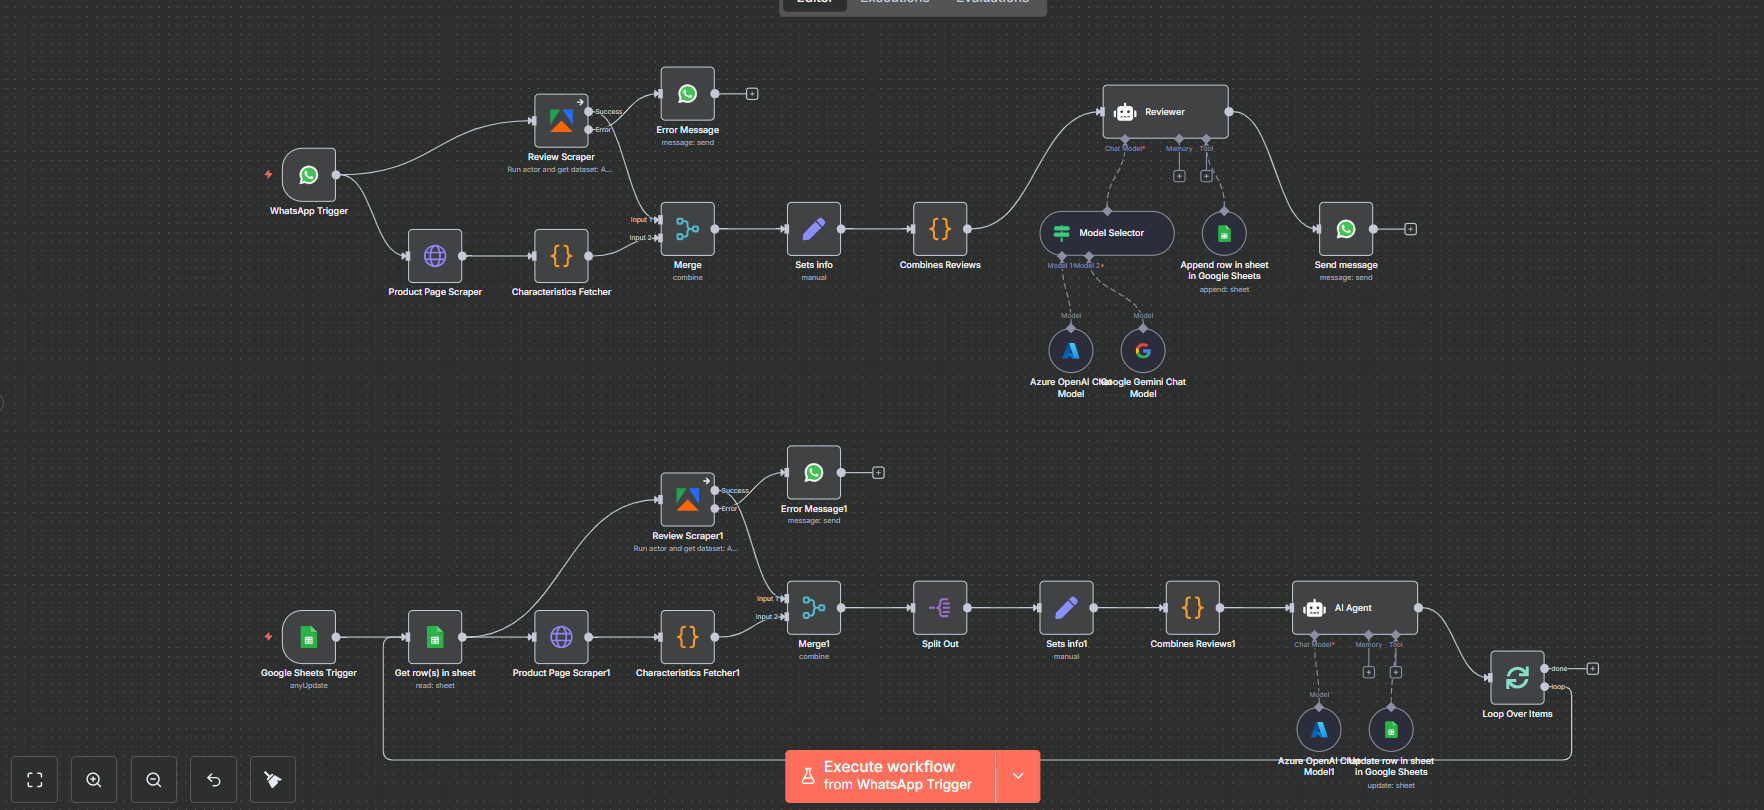 Editor Executions Evaluations
Error Message
message: send
Success
Error
Review Scraper
Run actor and get dataset: A...
WhatsApp Trigger
Product Page Scraper
Characteristics Fetcher
Input 1
Input 2
Merge
combine
Sets info
manual
Combines Reviews
Reviewer
Chat Model*
Memory
Tool
Model Selector
Model 1
Model 2*
Append row in sheet
in Google Sheets
append: sheet
Send message
message: send
Model
Model
Azure OpenAI Chat
Model
Google Gemini Chat
Model
Error Message1
message: send
Success
Error
Review Scraper1
Run actor and get dataset: A...
Google Sheets Trigger
anyUpdate
Get row(s) in sheet
read: sheet
Product Page Scraper1
Characteristics Fetcher1
Input 1
Input 2
Merge1
combine
Split Out
Sets info1
manual
Combines Reviews1
AI Agent
Chat Model*
Memory
Tool
done
loop
Loop Over Items
Model
Azure OpenAI Chat
Model1
Update row in sheet
in Google Sheets
update: sheet
Execute workflow
from WhatsApp Trigger